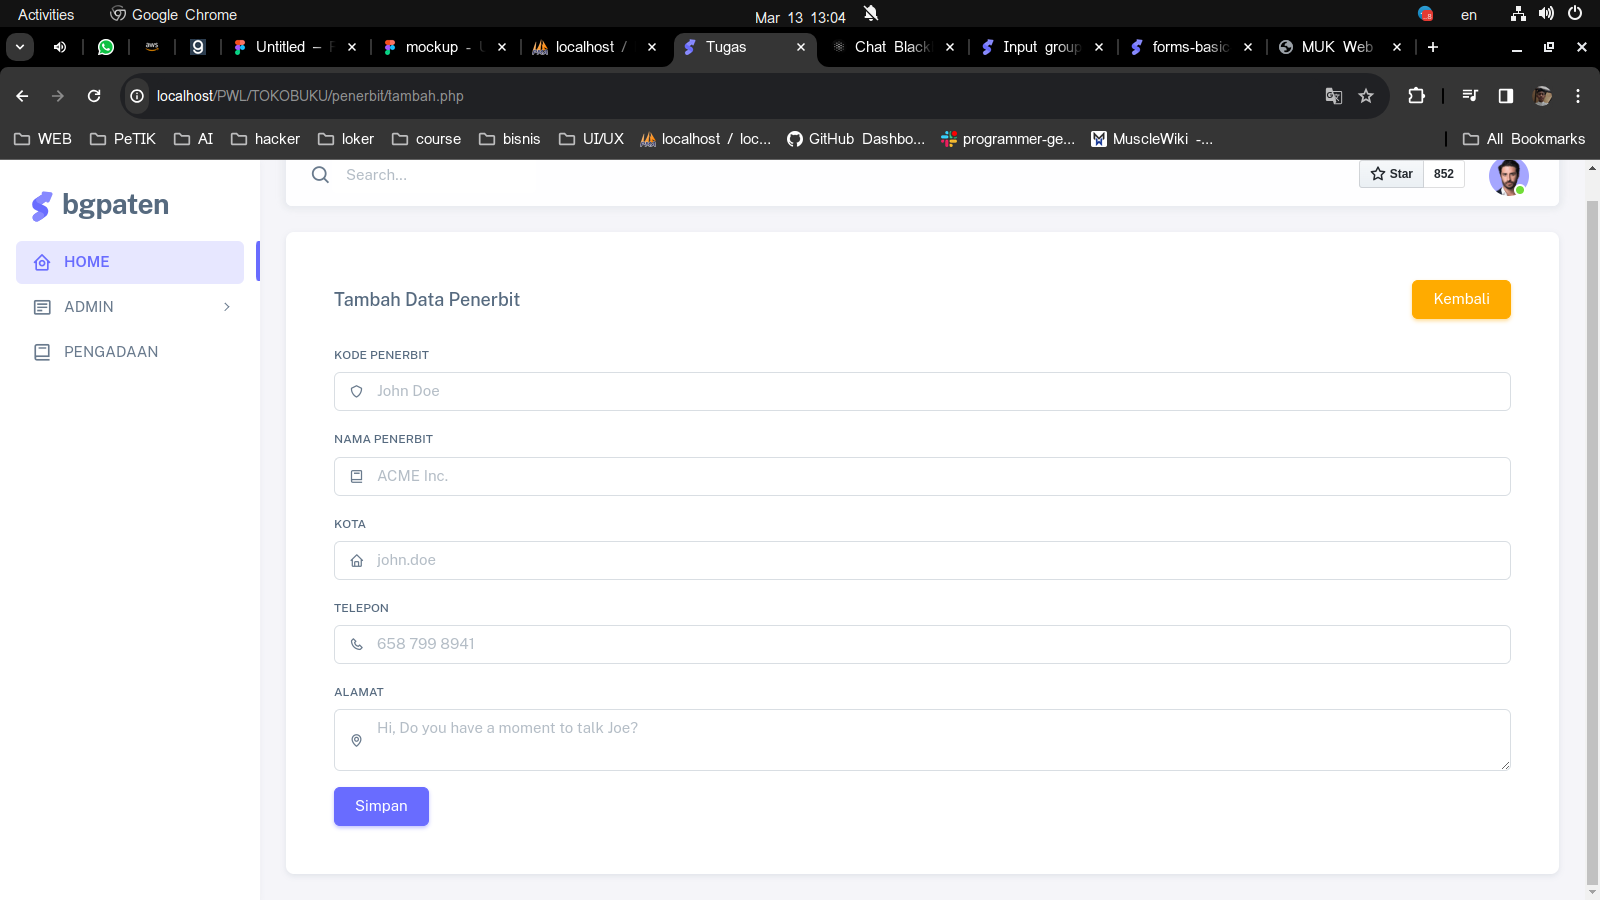 Activities
Google Chrome
Mar 13 13:04
en
aws
Untitled –
mockup -
localhost /
Tugas
Chat Black
Input group
forms-basic
MUK Web
localhost/PWL/TOKOBUKU/penerbit/tambah.php
WEB
PeTIK
AI
hacker
loker
course
bisnis
UI/UX
localhost / loc...
GitHub Dashbo...
programmer-ge...
MuscleWiki -...
All Bookmarks
bgpaten
HOME
ADMIN
PENGADAAN
Search...
Star
852
Tambah Data Penerbit
Kembali
KODE PENERBIT
John Doe
NAMA PENERBIT
ACME Inc.
KOTA
john.doe
TELEPON
658 799 8941
ALAMAT
Hi, Do you have a moment to talk Joe?
Simpan